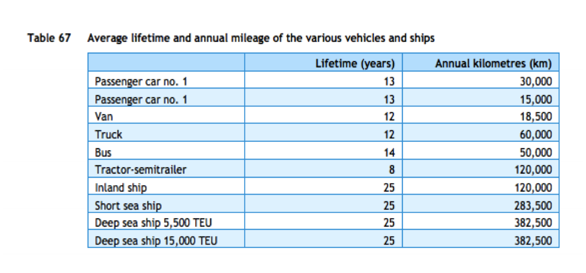 Table 67 Average lifetime and annual mileage of the various vehicles and ships
Lifetime (years) Annual kilometres (km)
Passenger car no. 1 13 30,000
Passenger car no. 1 13 15,000
Van 12 18,500
Truck 12 60,000
Bus 14 50,000
Tractor-semitrailer 8 120,000
Inland ship 25 120,000
Short sea ship 25 283,500
Deep sea ship 5,500 TEU 25 382,500
Deep sea ship 15,000 TEU 25 382,500